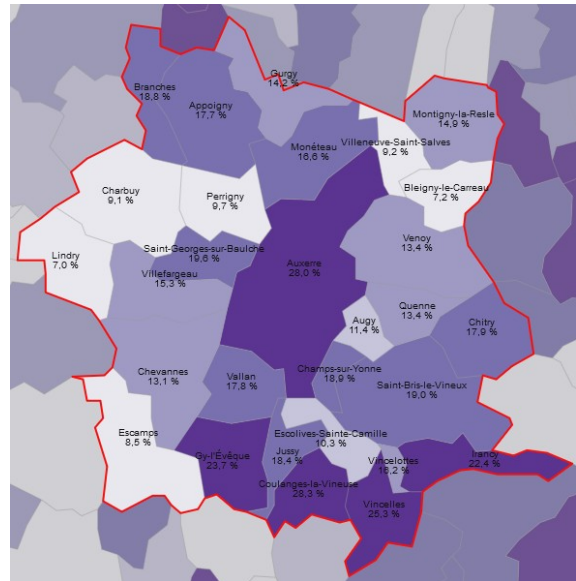 Gurgy
14,2 %
Branches
18,8 %
Appoigny
17,7 %
Montigny-la-Resle
14,9 %
Monéteau
16,6 %
Villeneuve-Saint-Salves
9,2 %
Charbuy
9,1 %
Perrigny
9,7 %
Bleigny-le-Carreau
7,2 %
Saint-Georges-sur-Baulche
19,6 %
Lindry
7,0 %
Auxerre
28,0 %
Venoy
13,4 %
Villefargeau
15,3 %
Quenne
13,4 %
Augy
11,4 %
Chitry
17,9 %
Chevannes
13,1 %
Vallan
17,8 %
Champs-sur-Yonne
18,9 %
Saint-Bris-le-Vineux
19,0 %
Escamps
8,5 %
Escolives-Sainte-Camille
10,3 %
Gy-l'Évêque
23,7 %
Jussy
18,4 %
Vincelottes
16,2 %
Irancy
22,4 %
Coulanges-la-Vineuse
28,3 %
Vincelles
25,3 %